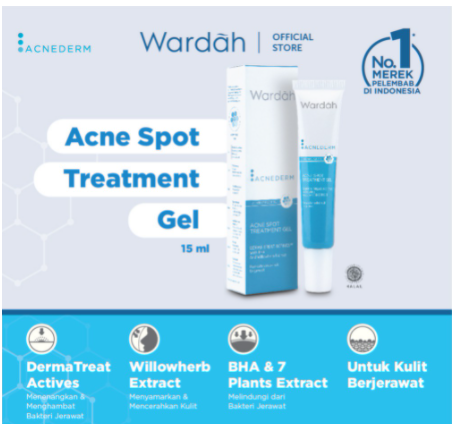 ACNEDERM
Wardah
OFFICIAL
STORE
No.1
MEREK
PELEMBAB
DI INDONESIA
Acne Spot
Treatment
Gel
15 ml
Wardah
ACNEDERM
ACNE SPOT
TREATMENT GEL
Wardah
ACNEDERM
DermaTreat
Actives
Menenangkan &
Menghambat
Bakteri Jerawat
Willowherb
Extract
Menyamarkan &
Mencerahkan Kulit
BHA & 7
Plants Extract
Melindungi dari
Bakteri Jerawat
Untuk Kulit
Berjerawat